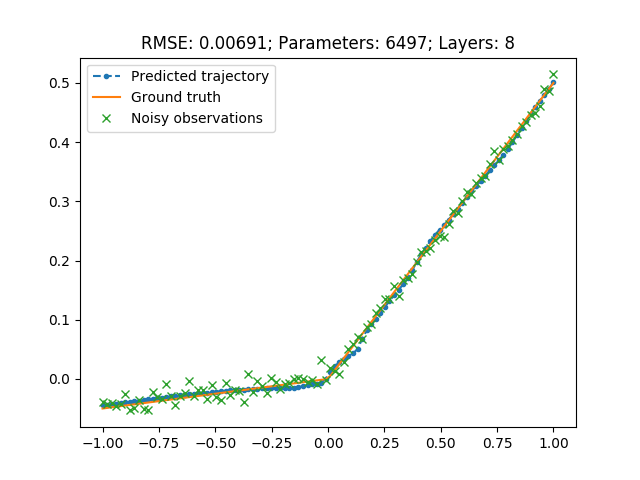 RMSE: 0.00691; Parameters: 6497; Layers: 8
Predicted trajectory
Ground truth
Noisy observations
0.5
0.4
0.3
0.2
0.1
0.0
−1.00 −0.75 −0.50 −0.25 0.00 0.25 0.50 0.75 1.00